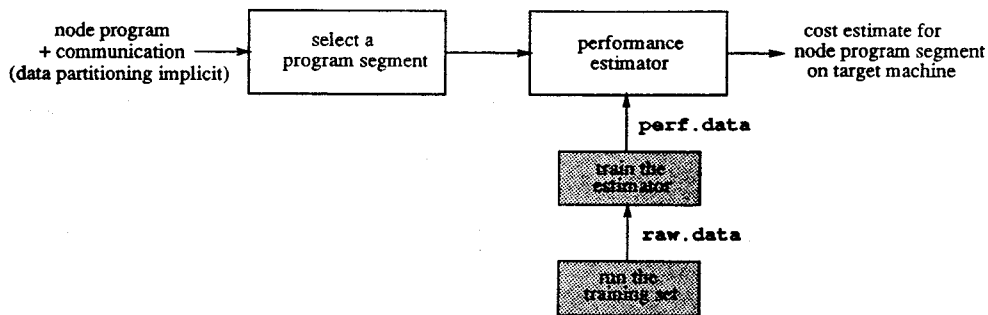 node program
+ communication
(data partitioning implicit)
select a
program segment
performance
estimator
cost estimate for
node program segment
on target machine
perf.data
train the
estimator
raw.data
run the
training set